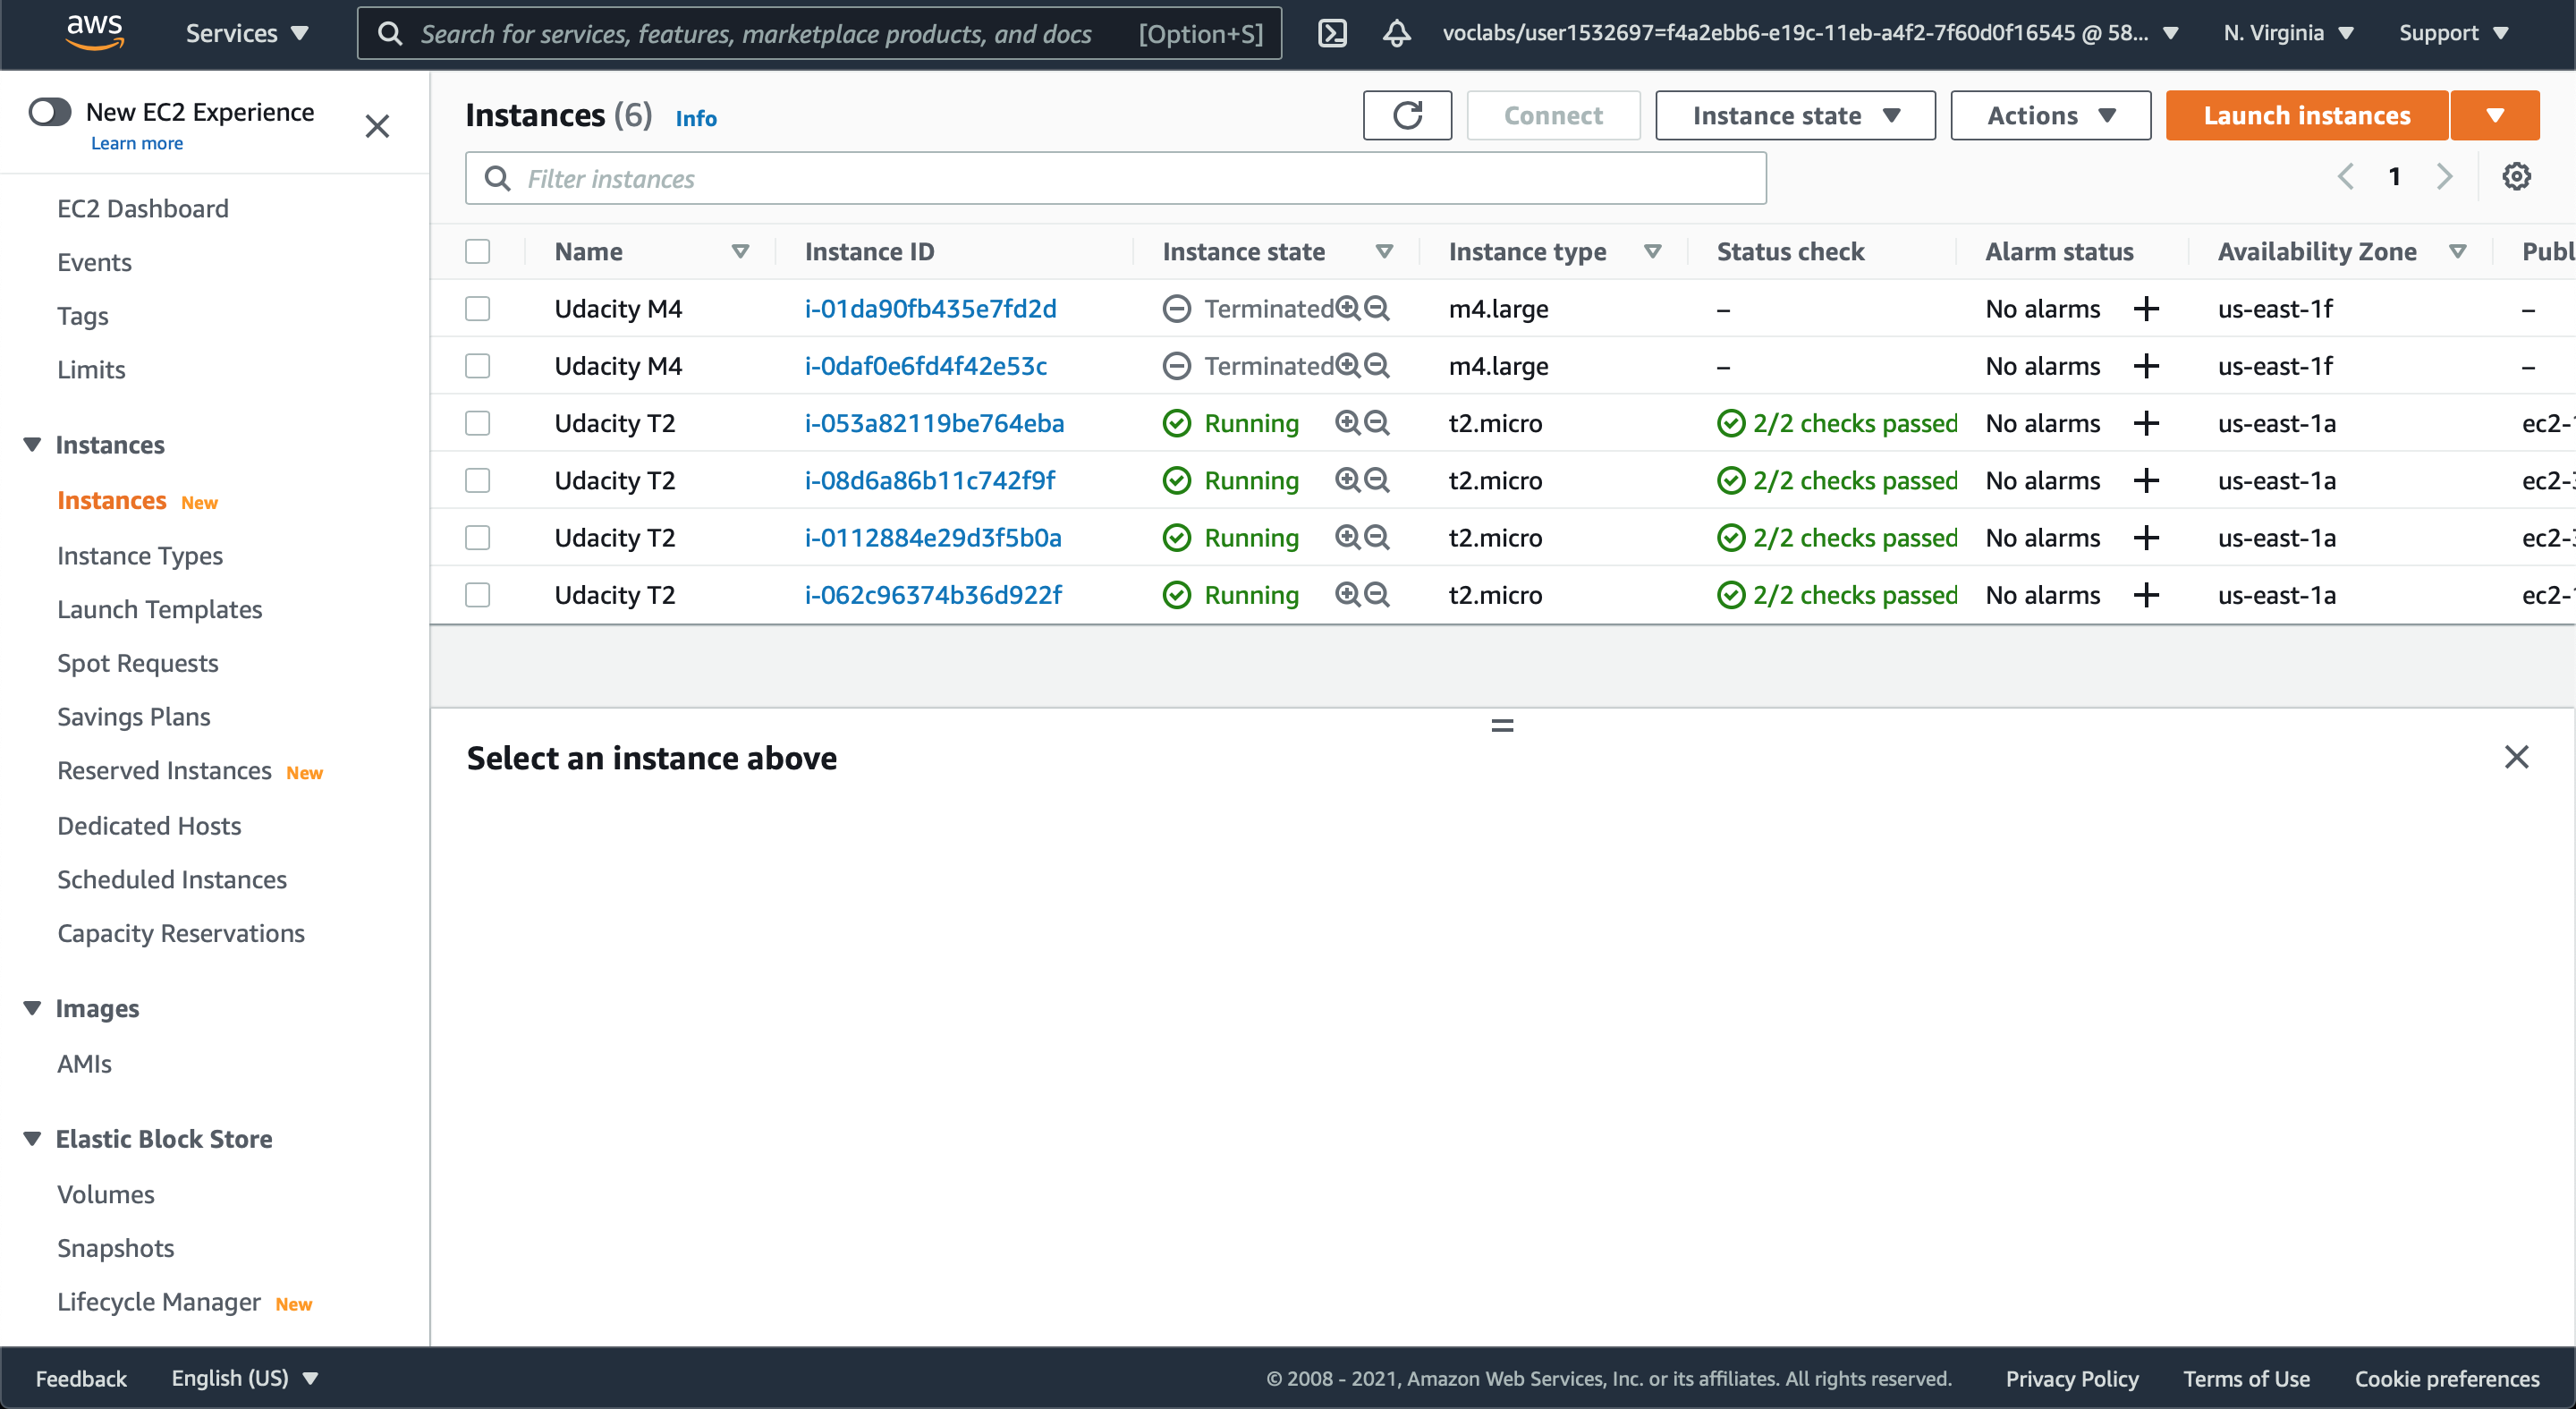 aws Services Search for services, features, marketplace products, and docs [Option+S] voclabs/user1532697=f4a2ebb6-e19c-11eb-a4f2-7f60d0f16545 @ 58... N. Virginia Support
New EC2 Experience
Learn more
EC2 Dashboard
Events
Tags
Limits
Instances
Instances New
Instance Types
Launch Templates
Spot Requests
Savings Plans
Reserved Instances New
Dedicated Hosts
Scheduled Instances
Capacity Reservations
Images
AMIs
Elastic Block Store
Volumes
Snapshots
Lifecycle Manager New
Instances (6) Info Connect Instance state Actions Launch instances
Filter instances 1
Name Instance ID Instance state Instance type Status check Alarm status Availability Zone Publ
Udacity M4 i-01da90fb435e7fd2d Terminated m4.large – No alarms + us-east-1f –
Udacity M4 i-0daf0e6fd4f42e53c Terminated m4.large – No alarms + us-east-1f –
Udacity T2 i-053a82119be764eba Running t2.micro 2/2 checks passed No alarms + us-east-1a ec2-1
Udacity T2 i-08d6a86b11c742f9f Running t2.micro 2/2 checks passed No alarms + us-east-1a ec2-3
Udacity T2 i-0112884e29d3f5b0a Running t2.micro 2/2 checks passed No alarms + us-east-1a ec2-3
Udacity T2 i-062c96374b36d922f Running t2.micro 2/2 checks passed No alarms + us-east-1a ec2-1
Select an instance above
Feedback English (US) © 2008 - 2021, Amazon Web Services, Inc. or its affiliates. All rights reserved. Privacy Policy Terms of Use Cookie preferences